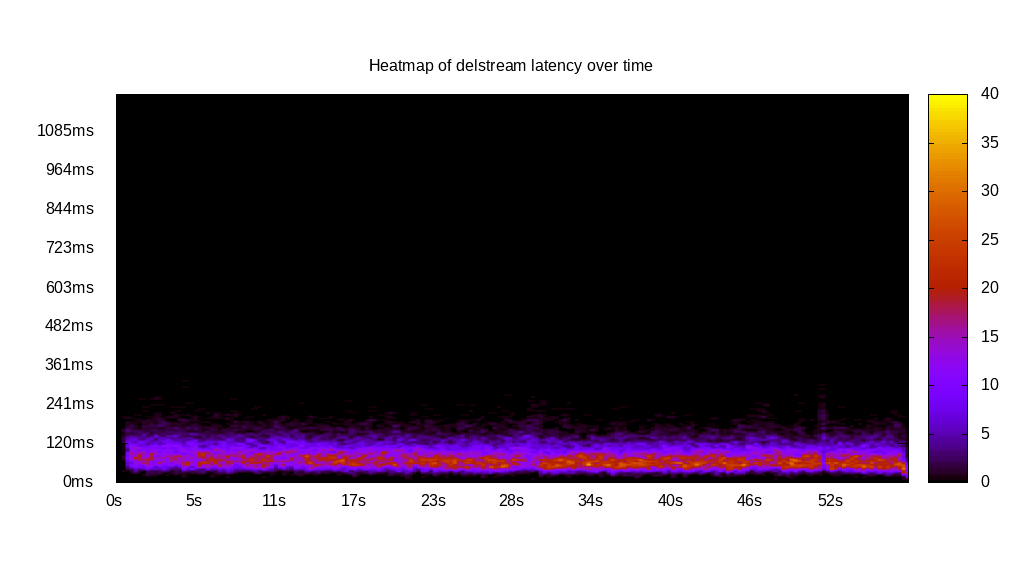 Heatmap of delstream latency over time
1085ms
964ms
844ms
723ms
603ms
482ms
361ms
241ms
120ms
0ms
0s 5s 11s 17s 23s 28s 34s 40s 46s 52s
40
35
30
25
20
15
10
5
0